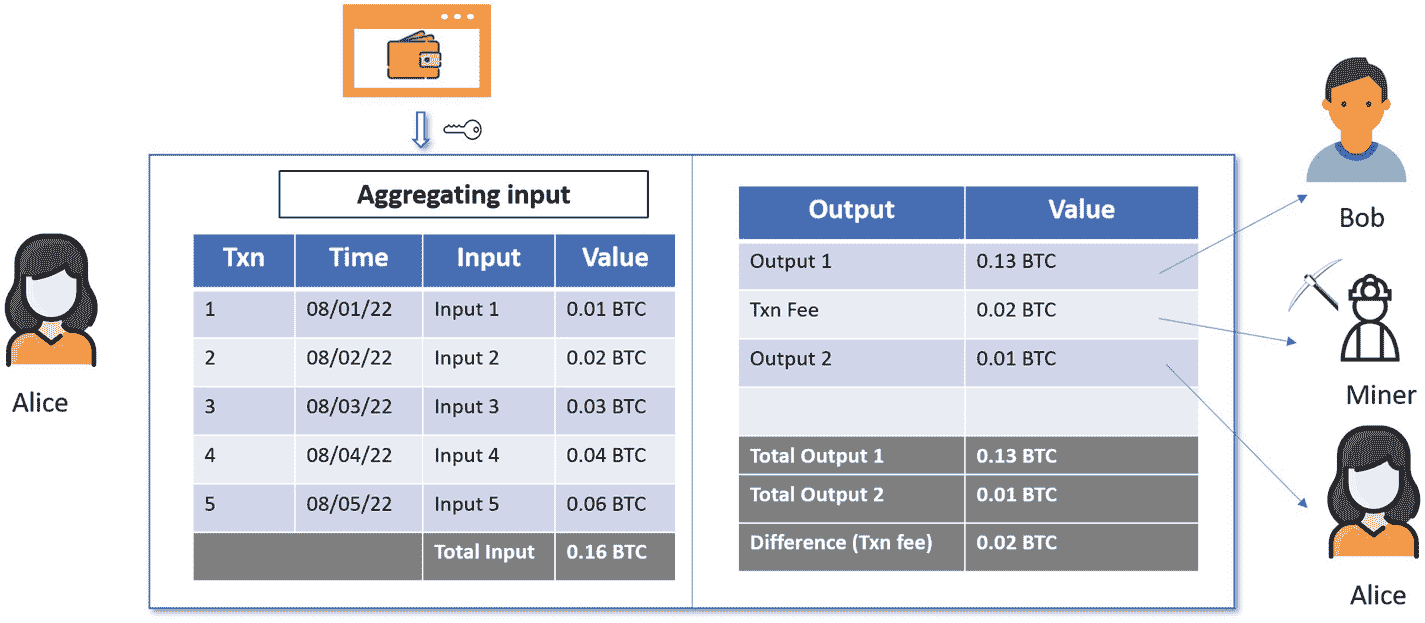 Aggregating input
Txn Time Input Value
1 08/01/22 Input 1 0.01 BTC
2 08/02/22 Input 2 0.02 BTC
3 08/03/22 Input 3 0.03 BTC
4 08/04/22 Input 4 0.04 BTC
5 08/05/22 Input 5 0.06 BTC
Total Input 0.16 BTC
Alice
Output Value
Output 1 0.13 BTC
Txn Fee 0.02 BTC
Output 2 0.01 BTC
Total Output 1 0.13 BTC
Total Output 2 0.01 BTC
Difference (Txn fee) 0.02 BTC
Bob
Miner
Alice